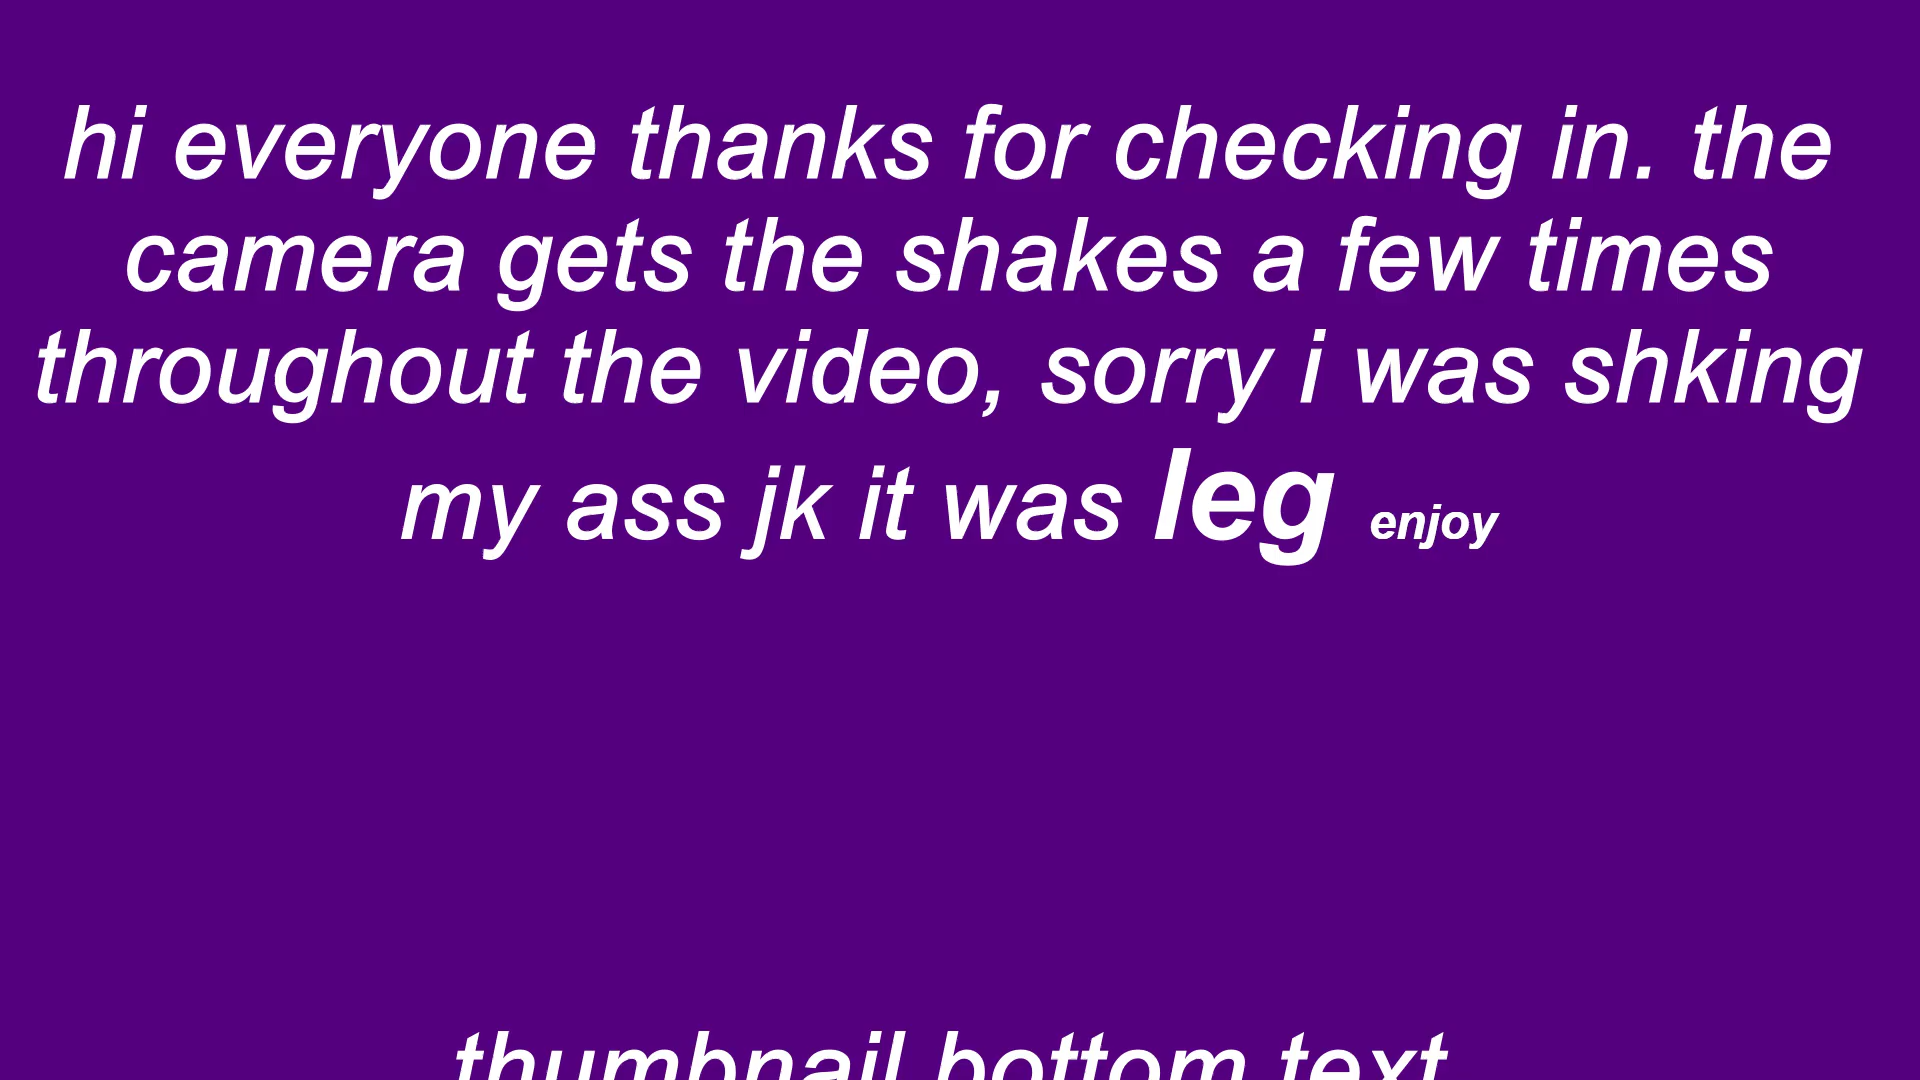 hi everyone thanks for checking in. the
camera gets the shakes a few times
throughout the video, sorry i was shking
my ass jk it was leg enjoy
thumbnail bottom text